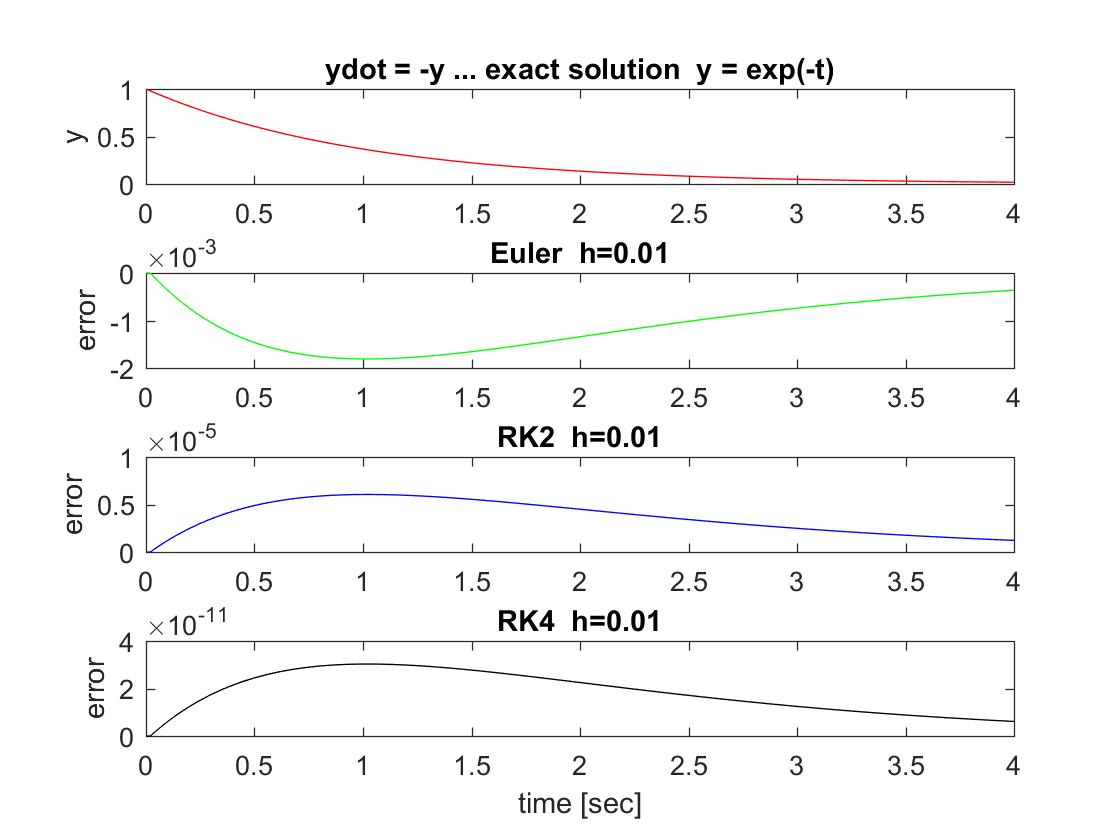 ydot = -y ... exact solution  y = exp(-t)
1
0.5
0
y
0 0.5 1 1.5 2 2.5 3 3.5 4
×10-3
Euler  h=0.01
0
-1
-2
error
0 0.5 1 1.5 2 2.5 3 3.5 4
×10-5
RK2  h=0.01
1
0.5
0
error
0 0.5 1 1.5 2 2.5 3 3.5 4
×10-11
RK4  h=0.01
4
2
0
error
0 0.5 1 1.5 2 2.5 3 3.5 4
time [sec]